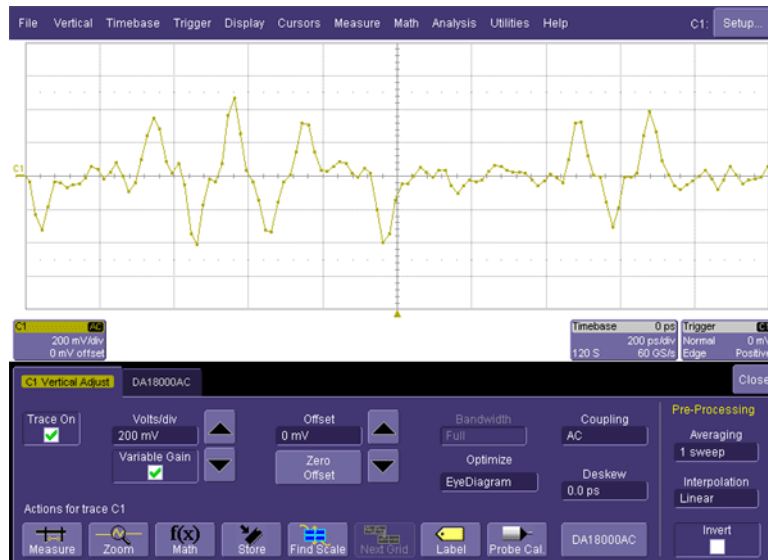 File Vertical Timebase Trigger Display Cursors Measure Math Analysis Utilities Help C1: Setup...
C1
C1 AC
200 mV/div
0 mV offset
Timebase 0 ps
200 ps/div
120 S 60 GS/s
Trigger C1
Normal 0 mV
Edge Positive
C1 Vertical Adjust DA18000AC Close
Trace On
Volts/div
200 mV
Variable Gain
Offset
0 mV
Zero
Offset
Bandwidth
Full
Optimize
EyeDiagram
Coupling
AC
Deskew
0.0 ps
Pre-Processing
Averaging
1 sweep
Interpolation
Linear
Invert
Actions for trace C1
Measure
Zoom
f(x)
Math
Store
Find Scale
Next Grid
Label
Probe Cal.
DA18000AC